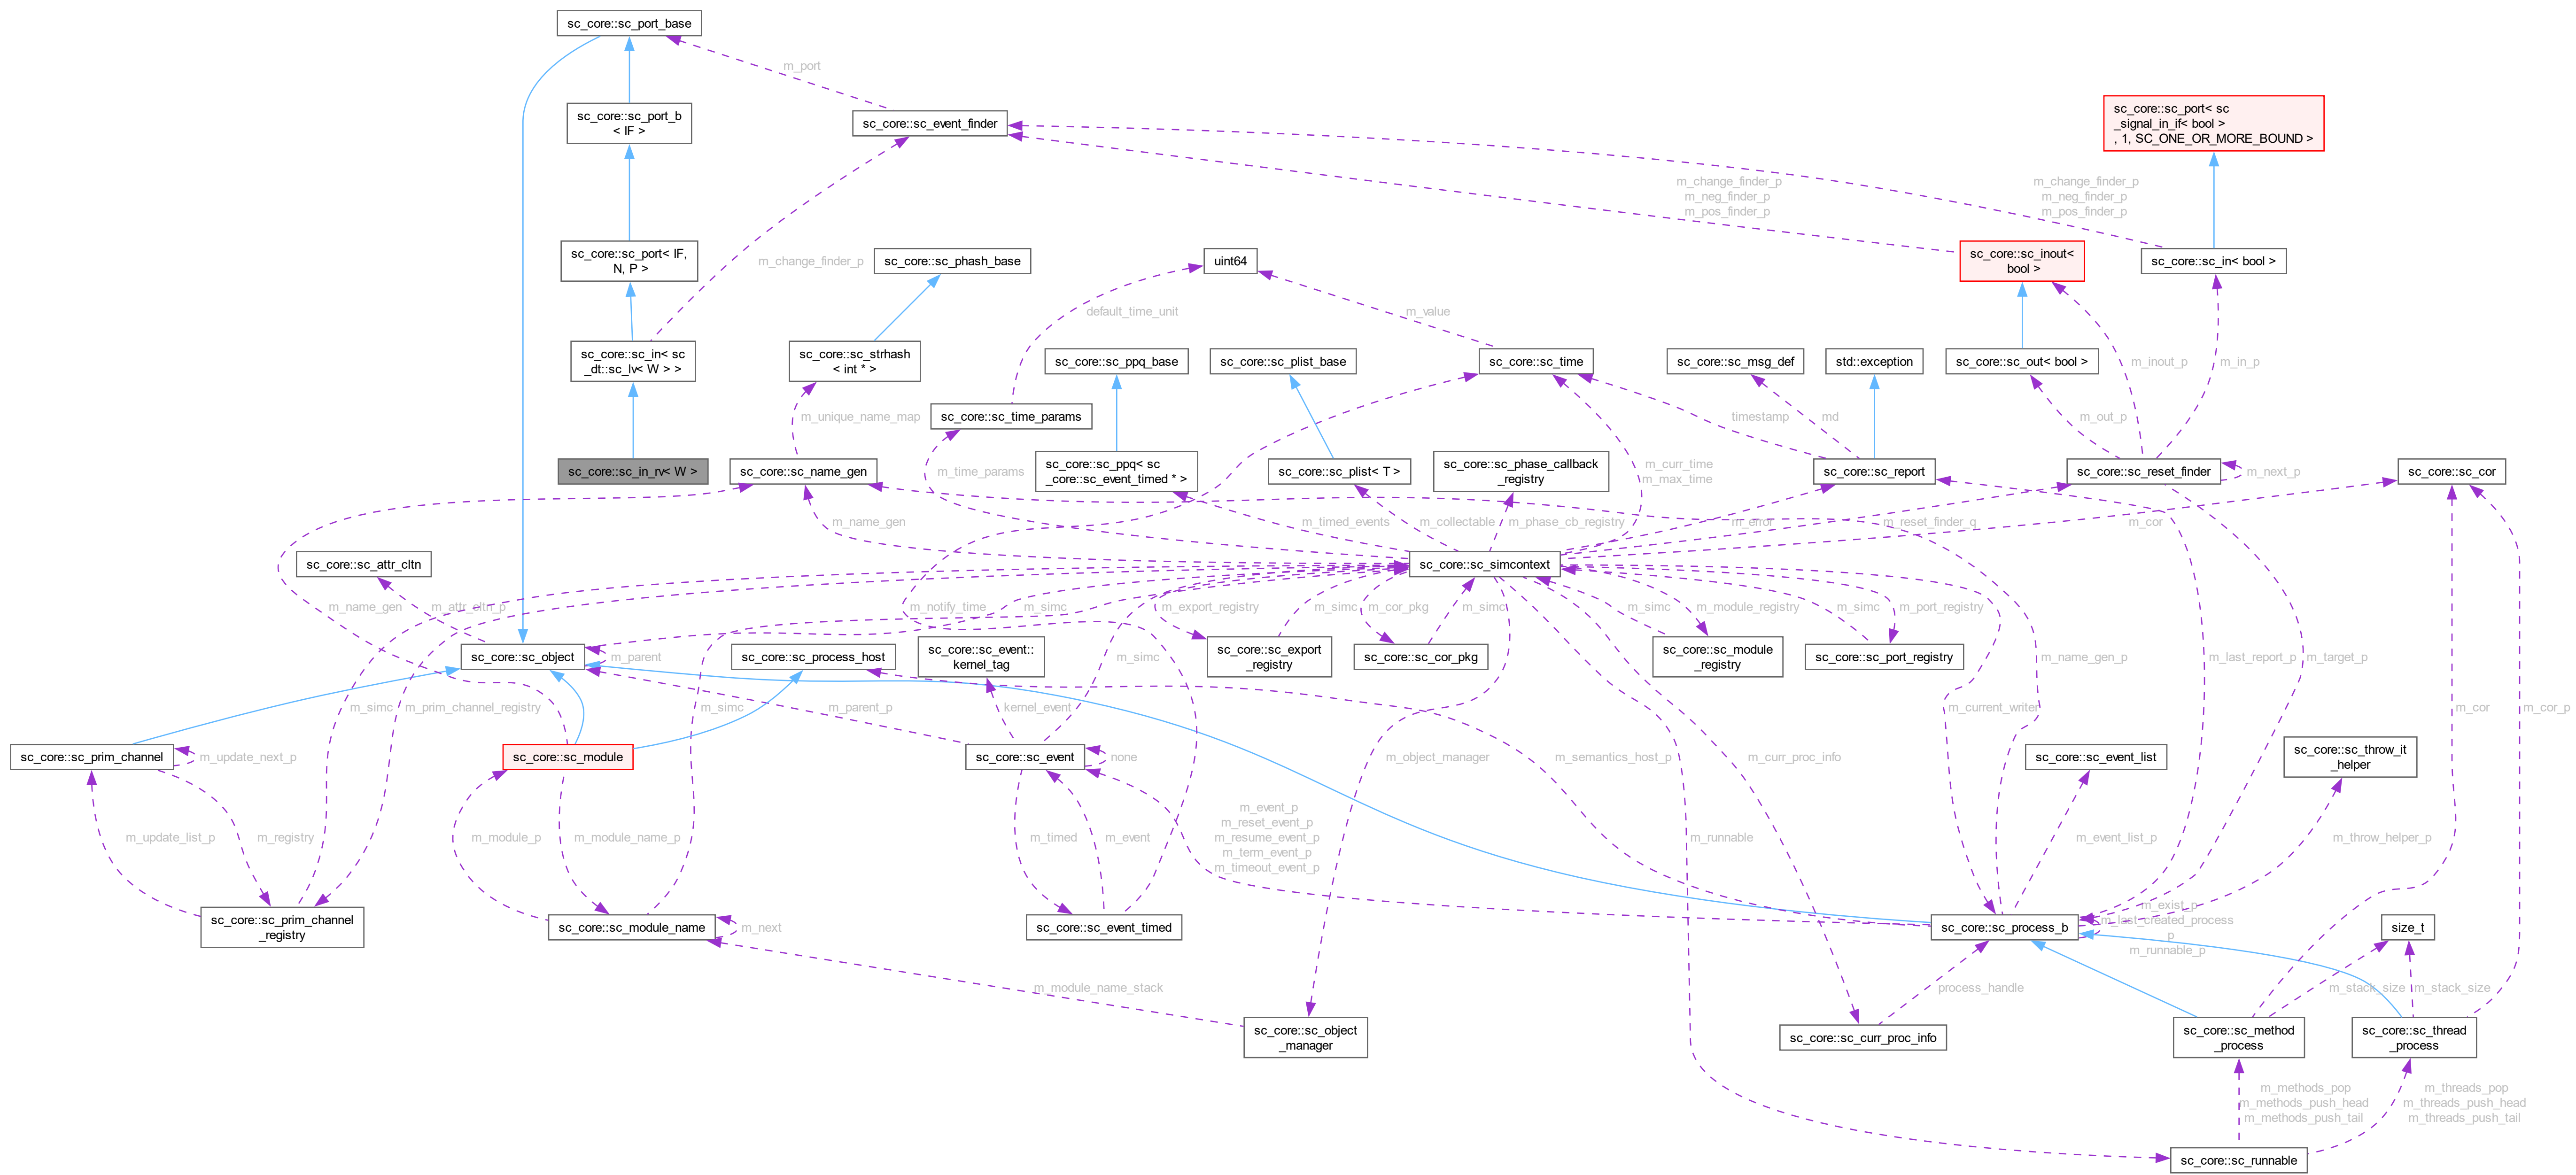 sc_core::sc_port_base
m_port
sc_core::sc_port_b
< IF >
sc_core::sc_event_finder
sc_core::sc_port< sc
_signal_in_if< bool >
, 1, SC_ONE_OR_MORE_BOUND >
m_change_finder_p
m_neg_finder_p
m_pos_finder_p
m_change_finder_p
m_neg_finder_p
m_pos_finder_p
sc_core::sc_port< IF,
N, P >
m_change_finder_p
sc_core::sc_phash_base
uint64
sc_core::sc_inout<
bool >
sc_core::sc_in< bool >
default_time_unit
m_value
sc_core::sc_in< sc
_dt::sc_lv< W > >
sc_core::sc_strhash
< int * >
sc_core::sc_ppq_base
sc_core::sc_plist_base
sc_core::sc_time
sc_core::sc_msg_def
std::exception
sc_core::sc_out< bool >
m_inout_p
m_in_p
m_unique_name_map
sc_core::sc_time_params
timestamp
md
m_out_p
sc_core::sc_in_rv< W >
sc_core::sc_name_gen
m_time_params
sc_core::sc_ppq< sc
_core::sc_event_timed * >
sc_core::sc_plist< T >
sc_core::sc_phase_callback
_registry
m_curr_time
m_max_time
sc_core::sc_report
sc_core::sc_reset_finder
m_next_p
sc_core::sc_cor
m_name_gen
m_timed_events
m_collectable
m_phase_cb_registry
m_error
m_reset_finder_q
m_cor
sc_core::sc_attr_cltn
sc_core::sc_simcontext
m_name_gen
m_attr_cltn_p
m_simc
m_notify_time
m_export_registry
m_simc
m_cor_pkg
m_simc
m_simc
m_module_registry
m_simc
m_port_registry
sc_core::sc_object
m_parent
sc_core::sc_process_host
sc_core::sc_event::
kernel_tag
m_simc
sc_core::sc_export
_registry
sc_core::sc_cor_pkg
sc_core::sc_module
_registry
sc_core::sc_port_registry
m_name_gen_p
m_last_report_p
m_target_p
m_simc
m_prim_channel_registry
m_simc
m_parent_p
kernel_event
m_current_writer
m_cor
m_cor_p
sc_core::sc_prim_channel
m_update_next_p
sc_core::sc_module
sc_core::sc_event
none
m_object_manager
m_semantics_host_p
m_curr_proc_info
sc_core::sc_event_list
sc_core::sc_throw_it
_helper
m_update_list_p
m_registry
m_module_p
m_module_name_p
m_timed
m_event
m_event_p
m_reset_event_p
m_resume_event_p
m_term_event_p
m_timeout_event_p
m_runnable
m_event_list_p
m_throw_helper_p
sc_core::sc_prim_channel
_registry
sc_core::sc_module_name
m_next
sc_core::sc_event_timed
sc_core::sc_process_b
m_exist_p
m_last_created_process
_p
m_runnable_p
size_t
m_module_name_stack
process_handle
m_stack_size
m_stack_size
sc_core::sc_object
_manager
sc_core::sc_curr_proc_info
sc_core::sc_method
_process
sc_core::sc_thread
_process
m_methods_pop
m_methods_push_head
m_methods_push_tail
m_threads_pop
m_threads_push_head
m_threads_push_tail
sc_core::sc_runnable